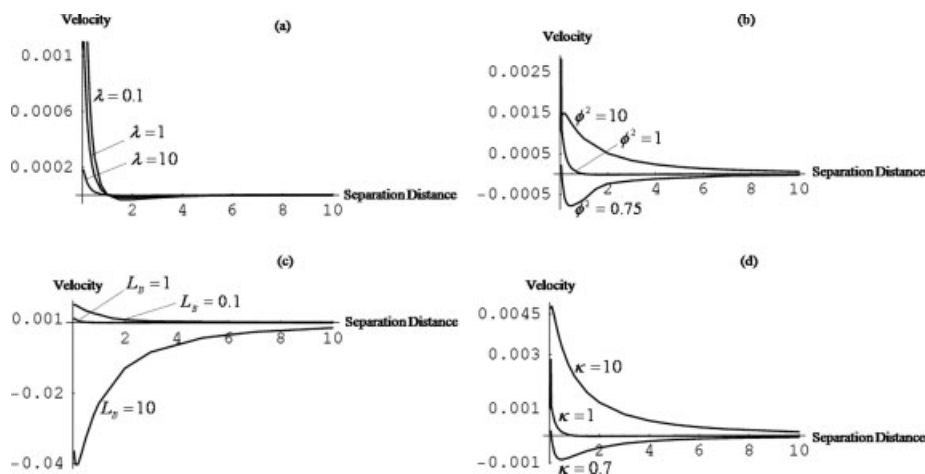 Velocity
(a)
0.001
0.0006
0.0002
λ = 0.1
λ = 1
λ = 10
Separation Distance
2 4 6 8 10
(b)
Velocity
0.0025
0.0015
0.0005
-0.0005
ϕ² = 10
ϕ² = 1
ϕ² = 0.75
Separation Distance
2 4 6 8 10
(c)
Velocity
0.001
-0.02
-0.04
L_B = 1
L_B = 0.1
L_B = 10
Separation Distance
2 4 6 8 10
(d)
Velocity
0.0045
0.003
0.001
-0.001
κ = 10
κ = 1
κ = 0.7
Separation Distance
2 4 6 8 10